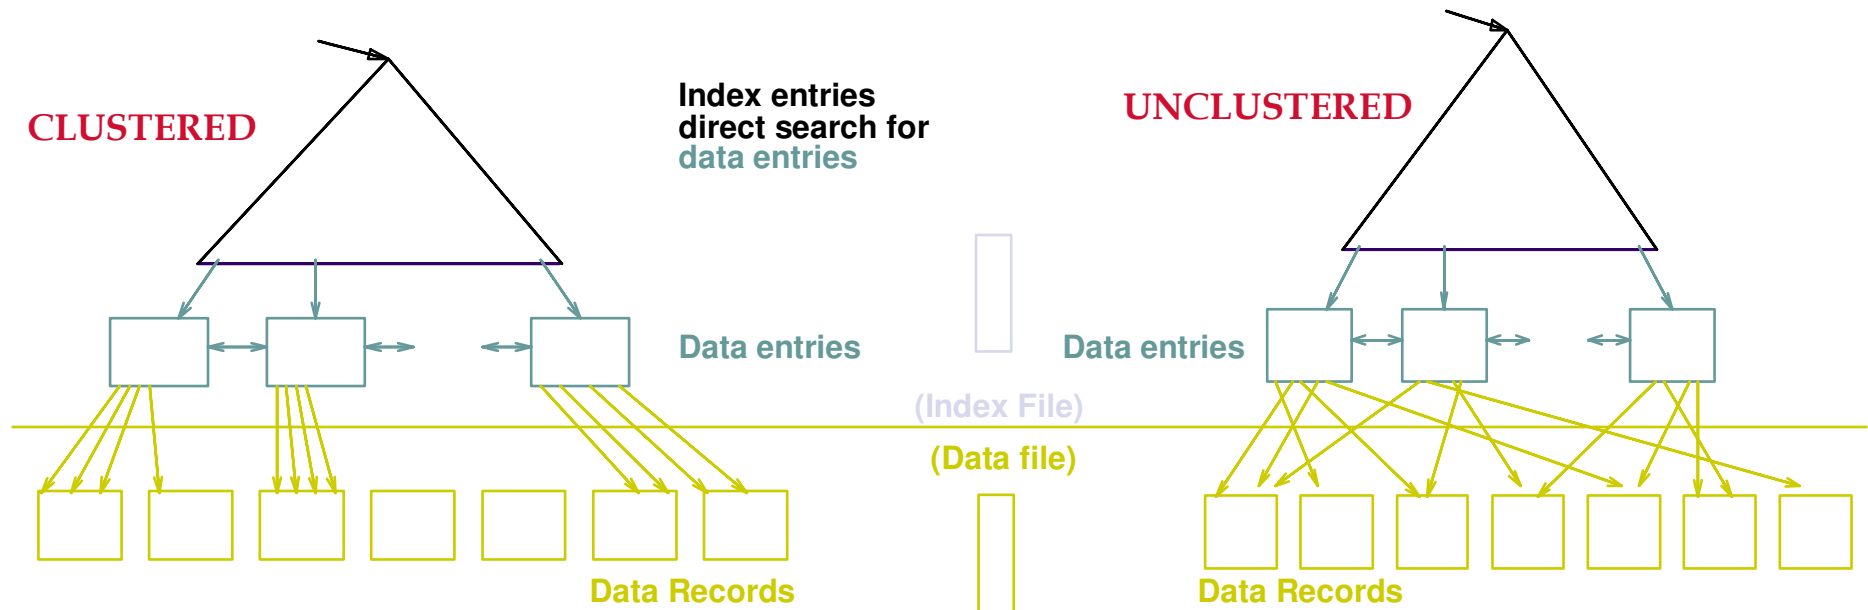 CLUSTERED
Index entries
direct search for
data entries
UNCLUSTERED
Data entries
Data entries
(Index File)
(Data file)
Data Records
Data Records